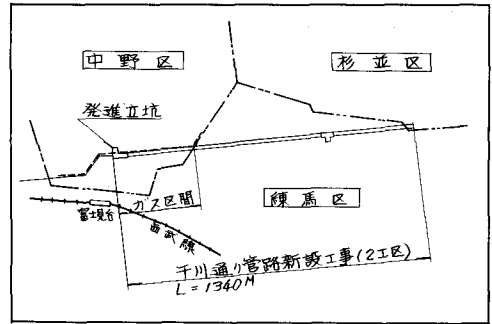 中野区
杉並区
発進立坑
ガス区間
練馬区
富士見台
西武線
千川通り管路新設工事(2工区)
L=1340M